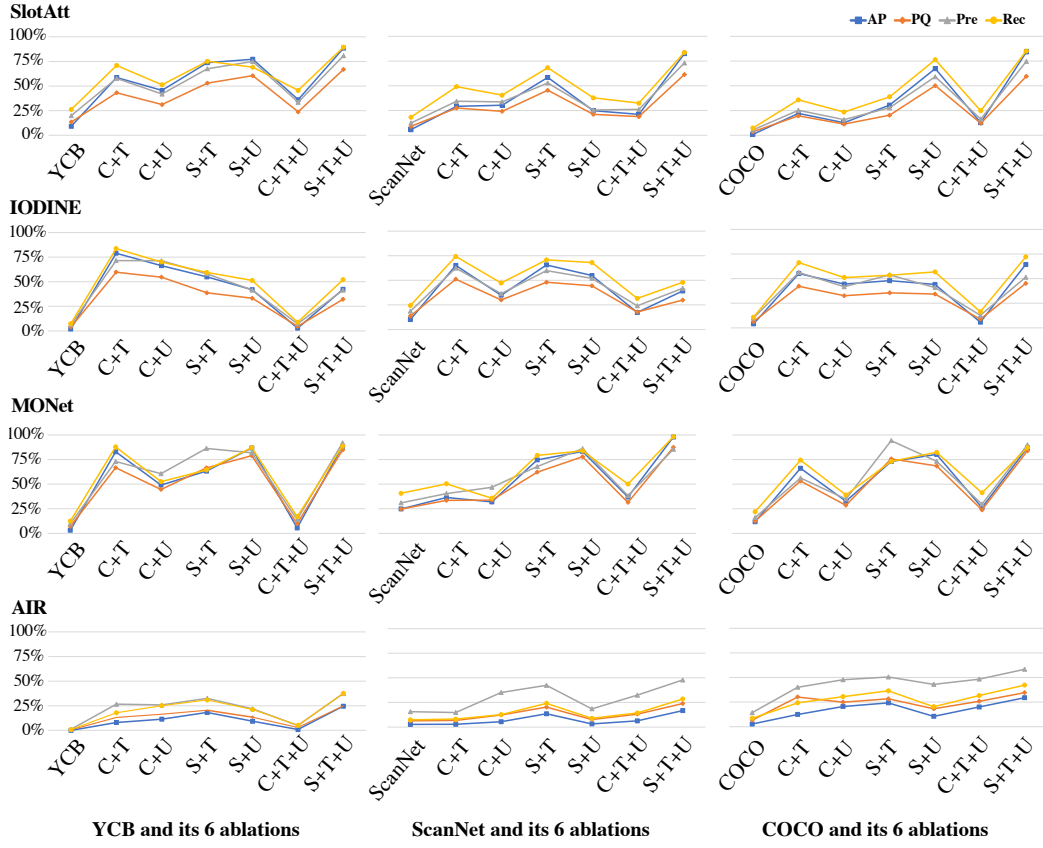 SlotAtt
AP PQ Pre Rec
100%
75%
50%
25%
0%
YCB C+T C+U S+T S+U C+T+U S+T+U
ScanNet C+T C+U S+T S+U C+T+U S+T+U
COCO C+T C+U S+T S+U C+T+U S+T+U
IODINE
100%
75%
50%
25%
0%
YCB C+T C+U S+T S+U C+T+U S+T+U
ScanNet C+T C+U S+T S+U C+T+U S+T+U
COCO C+T C+U S+T S+U C+T+U S+T+U
MONet
100%
75%
50%
25%
0%
YCB C+T C+U S+T S+U C+T+U S+T+U
ScanNet C+T C+U S+T S+U C+T+U S+T+U
COCO C+T C+U S+T S+U C+T+U S+T+U
AIR
100%
75%
50%
25%
0%
YCB C+T C+U S+T S+U C+T+U S+T+U
ScanNet C+T C+U S+T S+U C+T+U S+T+U
COCO C+T C+U S+T S+U C+T+U S+T+U
YCB and its 6 ablations
ScanNet and its 6 ablations
COCO and its 6 ablations